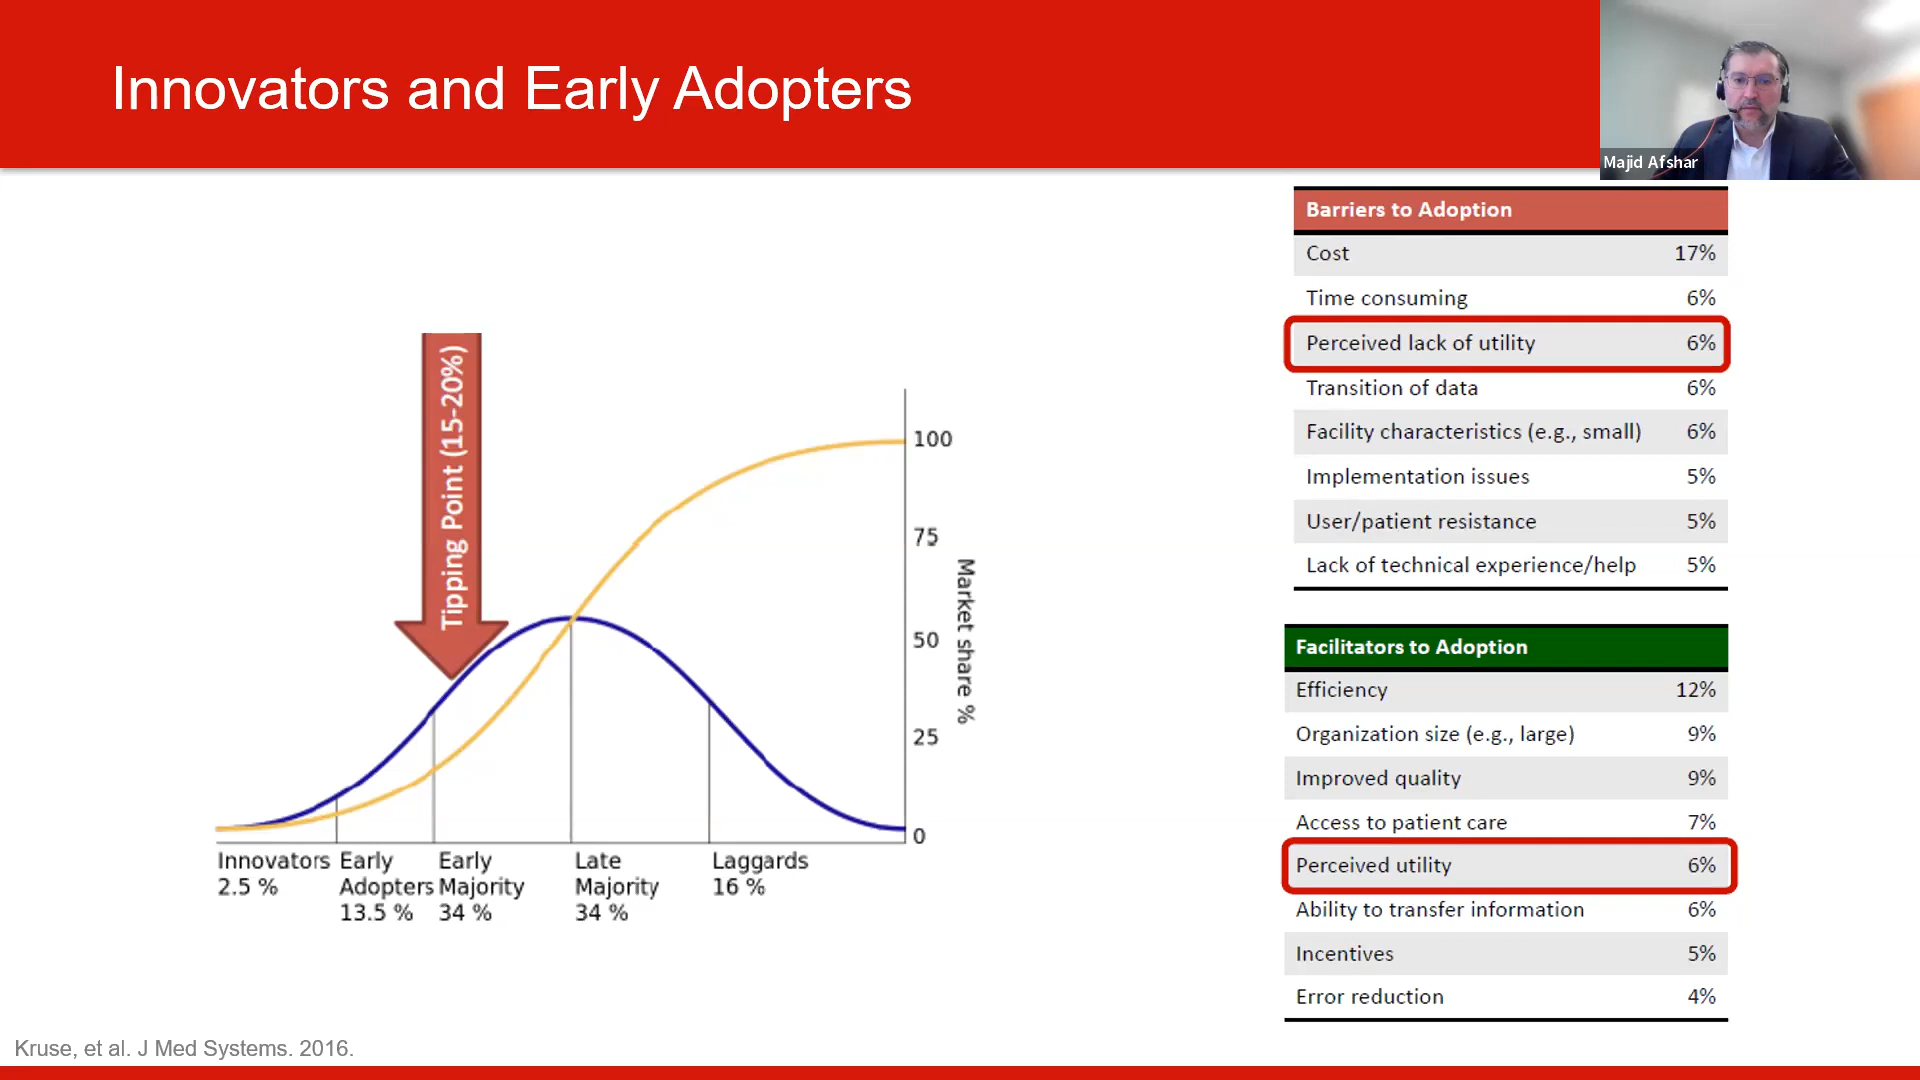 Innovators and Early Adopters
Majid Afshar
Tipping Point (15-20%)
100
75
50
25
0
Market share %
Innovators
2.5 %
Early
Adopters
13.5 %
Early
Majority
34 %
Late
Majority
34 %
Laggards
16 %
Barriers to Adoption
Cost 17%
Time consuming 6%
Perceived lack of utility 6%
Transition of data 6%
Facility characteristics (e.g., small) 6%
Implementation issues 5%
User/patient resistance 5%
Lack of technical experience/help 5%
Facilitators to Adoption
Efficiency 12%
Organization size (e.g., large) 9%
Improved quality 9%
Access to patient care 7%
Perceived utility 6%
Ability to transfer information 6%
Incentives 5%
Error reduction 4%
Kruse, et al. J Med Systems. 2016.